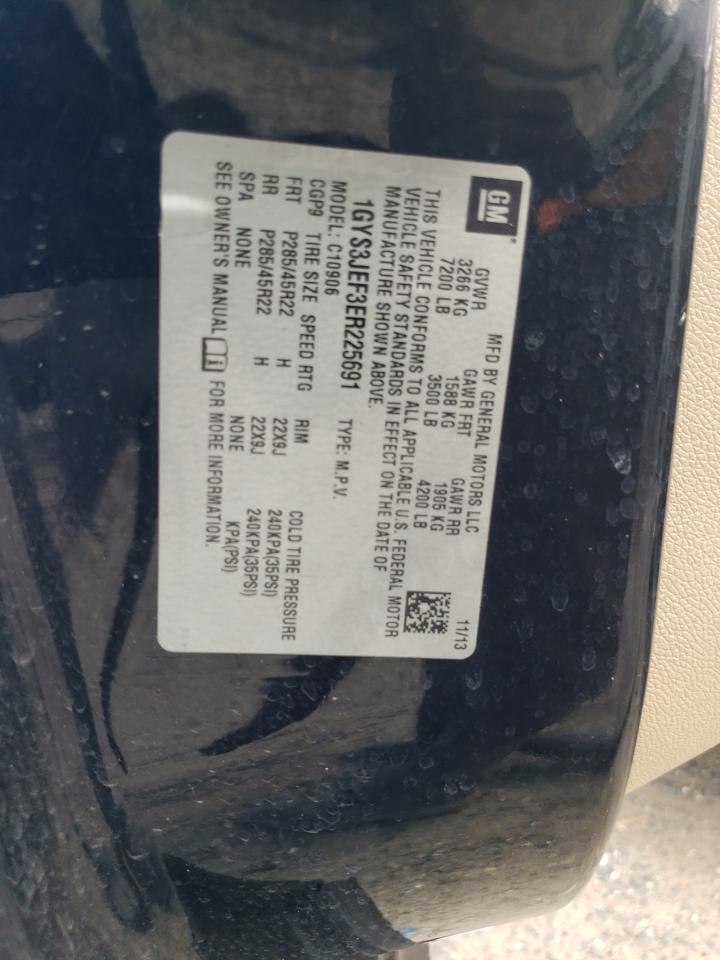 GM
MFD BY GENERAL MOTORS LLC 11/13
GVWR GAWR FRT GAWR RR
3266 KG 1588 KG 1905 KG
7200 LB 3500 LB 4200 LB
THIS VEHICLE CONFORMS TO ALL APPLICABLE U.S. FEDERAL MOTOR
VEHICLE SAFETY STANDARDS IN EFFECT ON THE DATE OF
MANUFACTURE SHOWN ABOVE.
1GYS3JEF3ER225691 TYPE: M.P.V.
MODEL: C10906
CGP9 TIRE SIZE SPEED RTG RIM COLD TIRE PRESSURE
FRT P285/45R22 H 22X9J 240KPA(35PSI)
RR P285/45R22 H 22X9J 240KPA(35PSI)
SPA NONE NONE KPA(PSI)
SEE OWNER'S MANUAL FOR MORE INFORMATION.